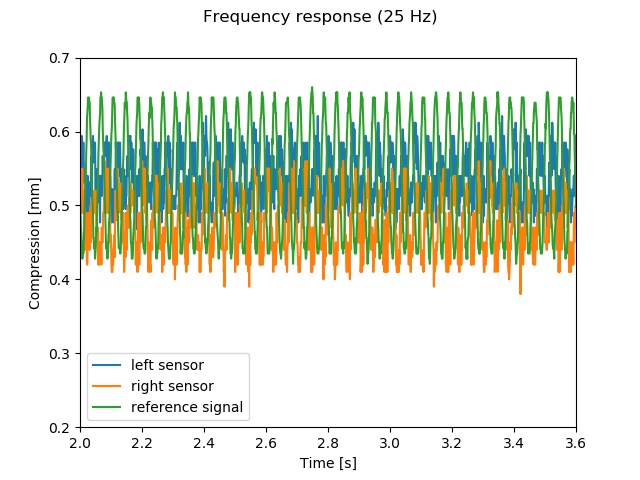 Frequency response (25 Hz)
0.7
0.6
0.5
0.4
0.3
0.2
Compression [mm]
left sensor
right sensor
reference signal
2.0 2.2 2.4 2.6 2.8 3.0 3.2 3.4 3.6
Time [s]